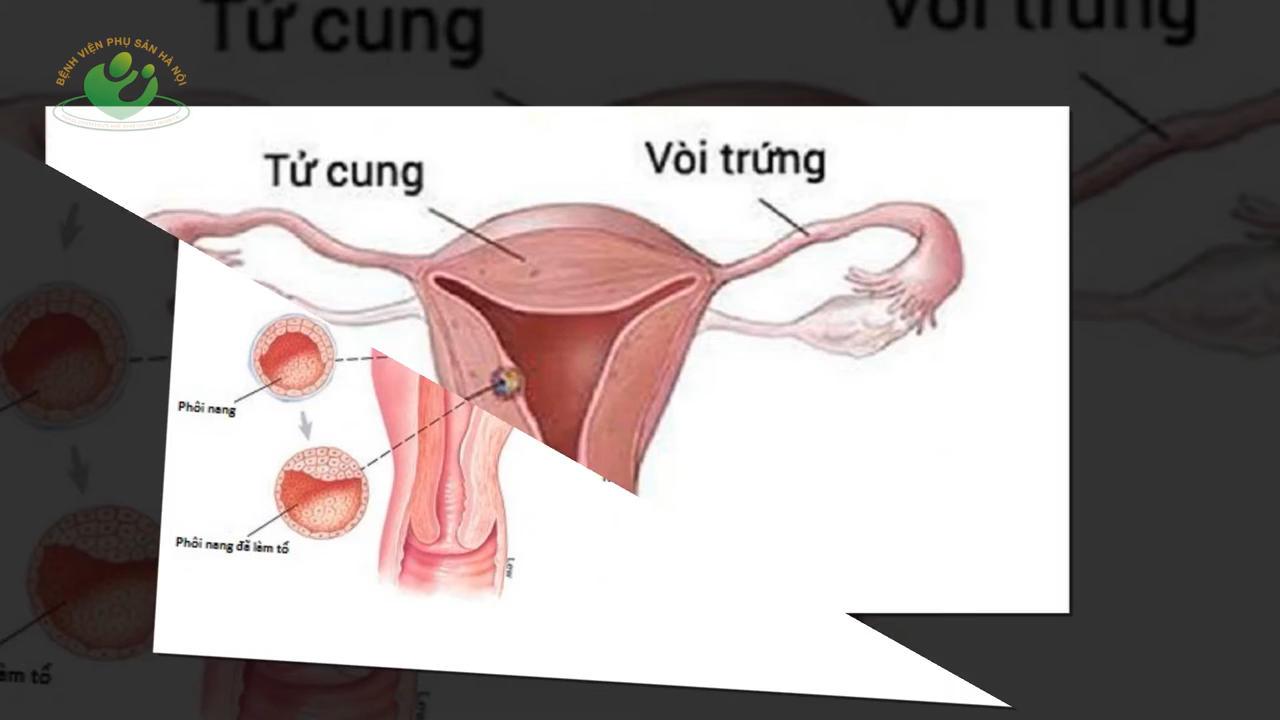 Tử cung
Vòi trứng
BỆNH VIỆN PHỤ SẢN HÀ NỘI
Tử cung
Vòi trứng
Phôi nang
Phôi nang đã làm tổ
làm tổ